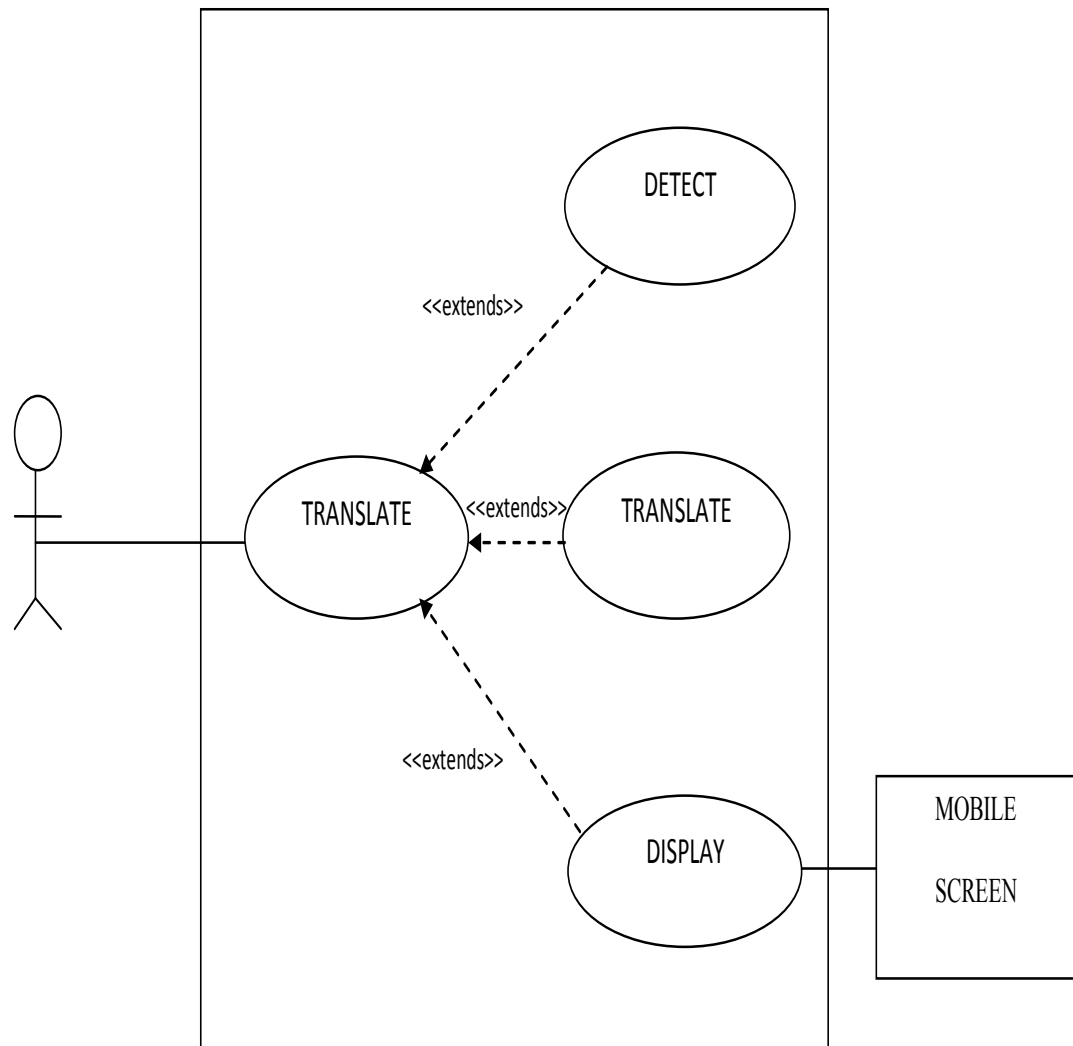 DETECT
<<extends>>
TRANSLATE
<<extends>>
TRANSLATE
<<extends>>
DISPLAY
MOBILE
SCREEN